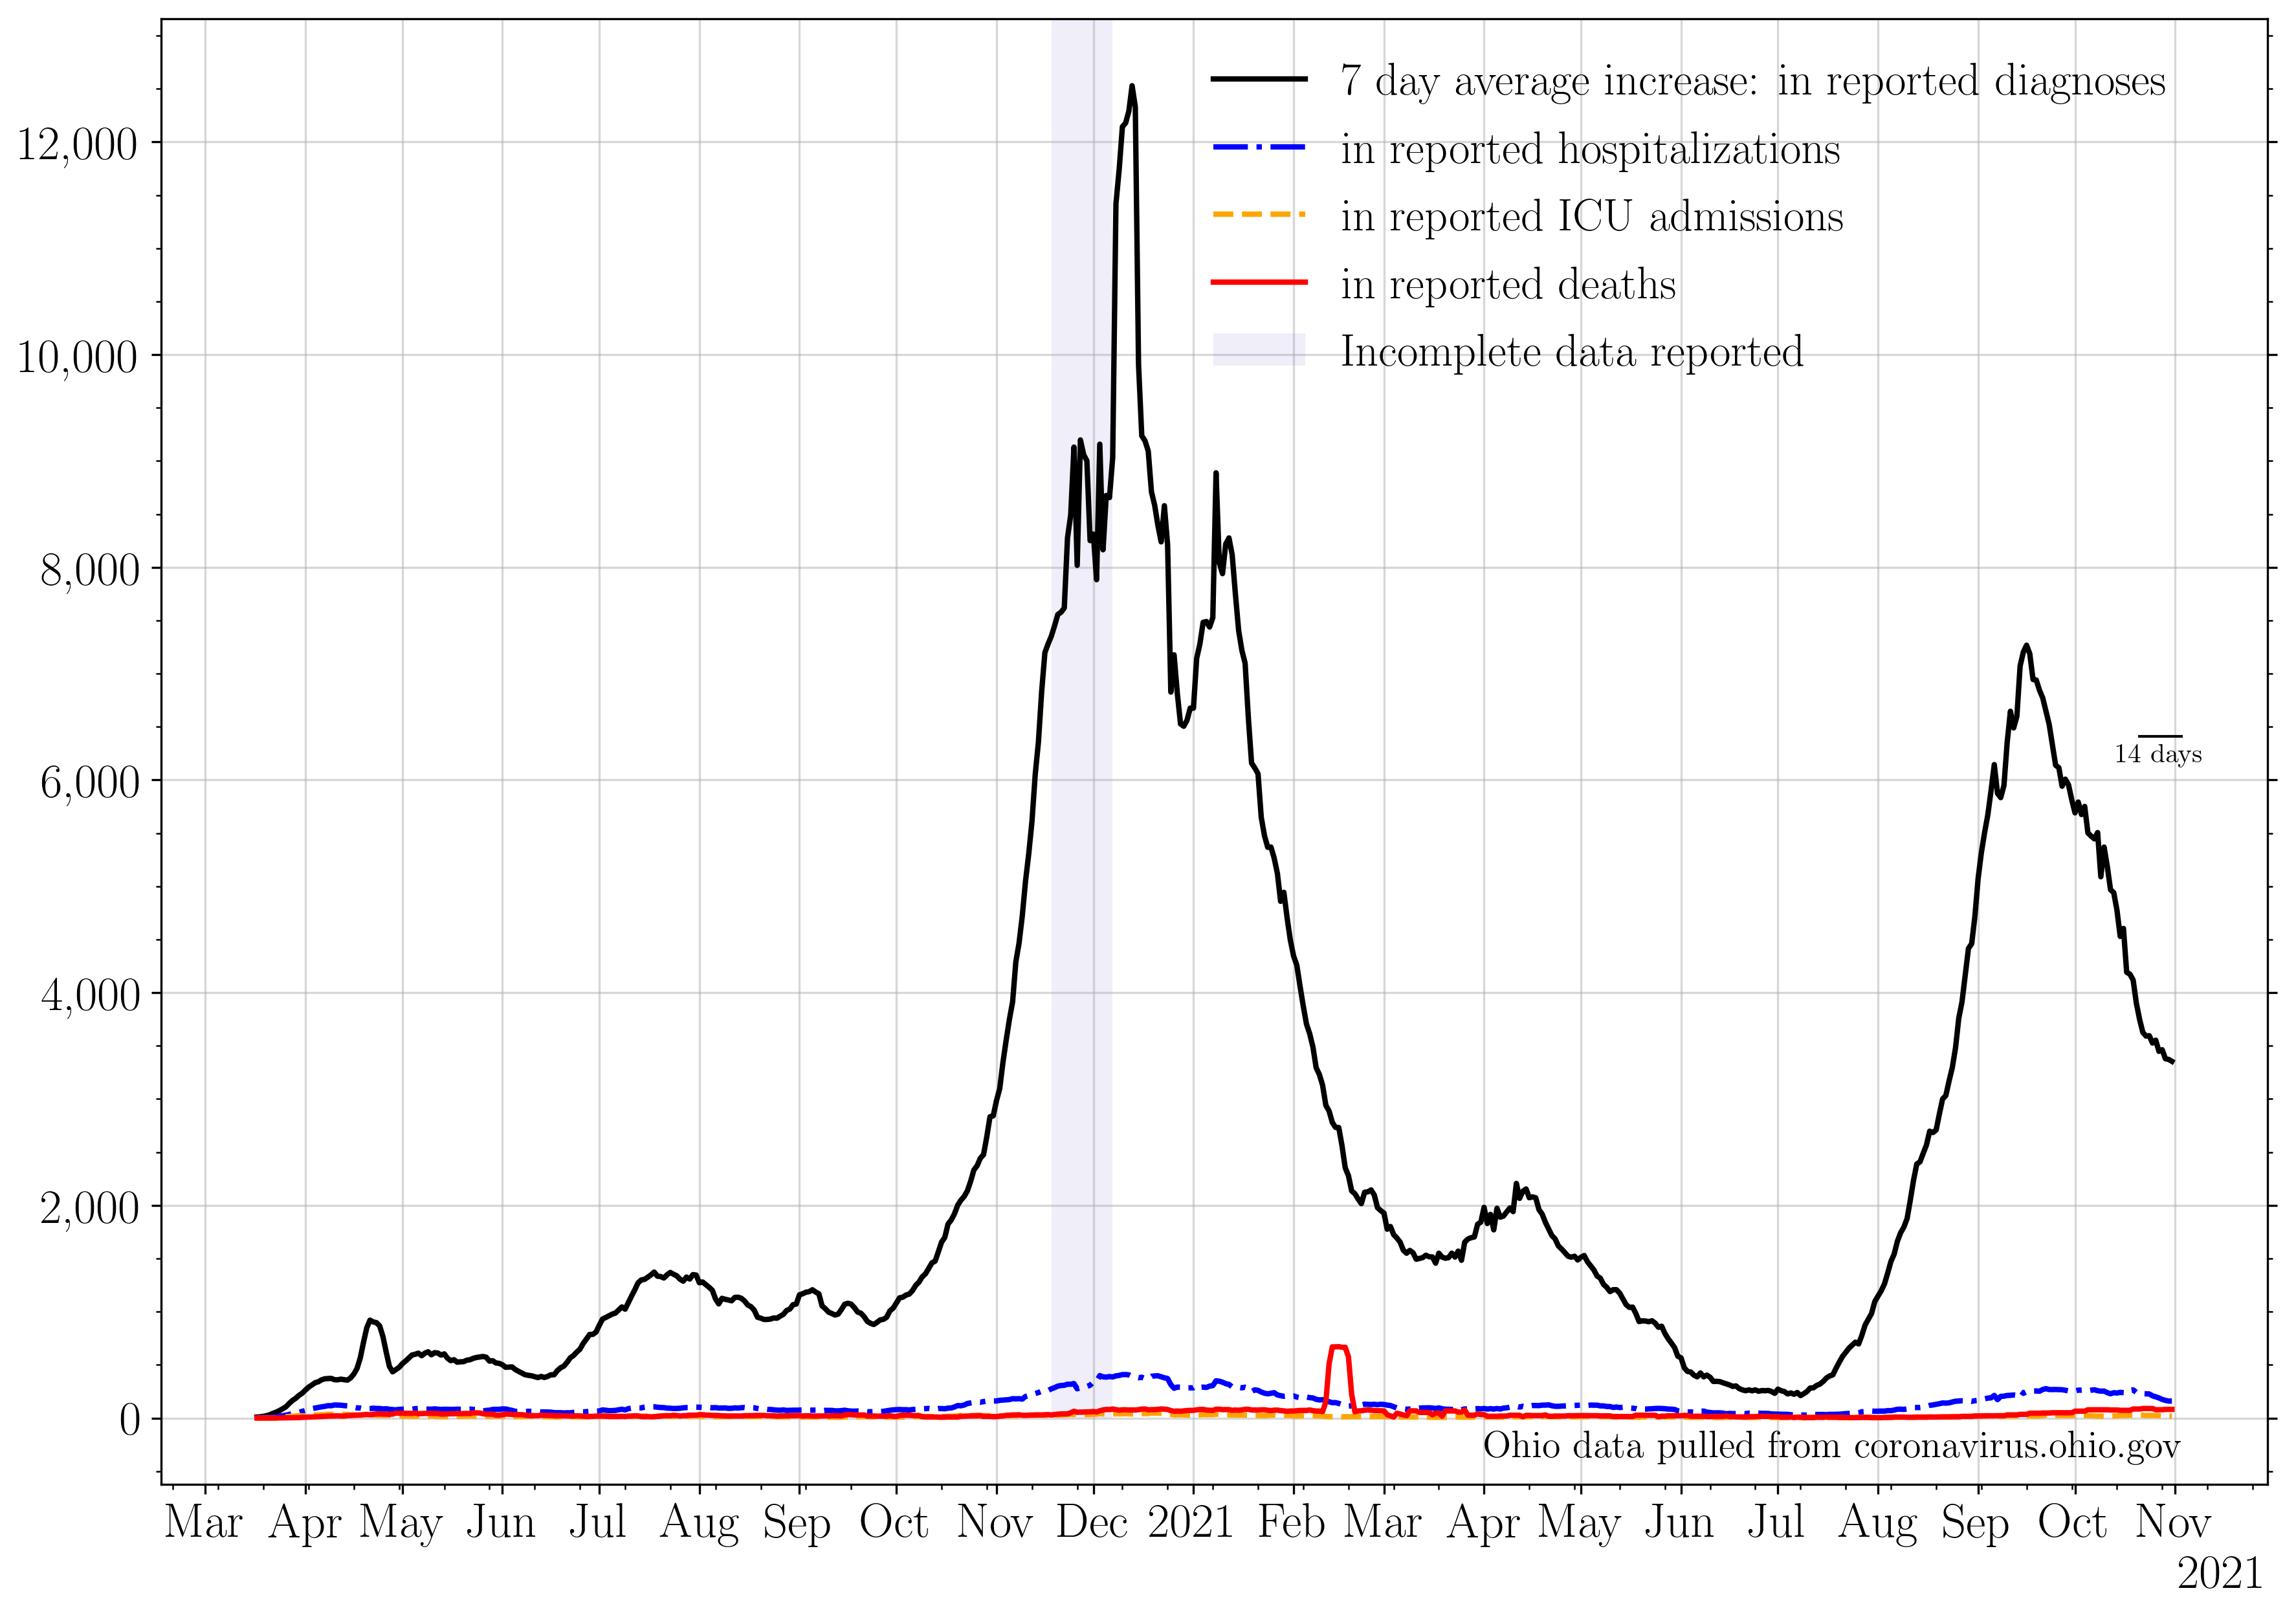 7 day average increase: in reported diagnoses
in reported hospitalizations
in reported ICU admissions
in reported deaths
Incomplete data reported
12,000
10,000
8,000
6,000
4,000
2,000
0
14 days
Ohio data pulled from coronavirus.ohio.gov
Mar Apr May Jun Jul Aug Sep Oct Nov Dec 2021 Feb Mar Apr May Jun Jul Aug Sep Oct Nov
2021